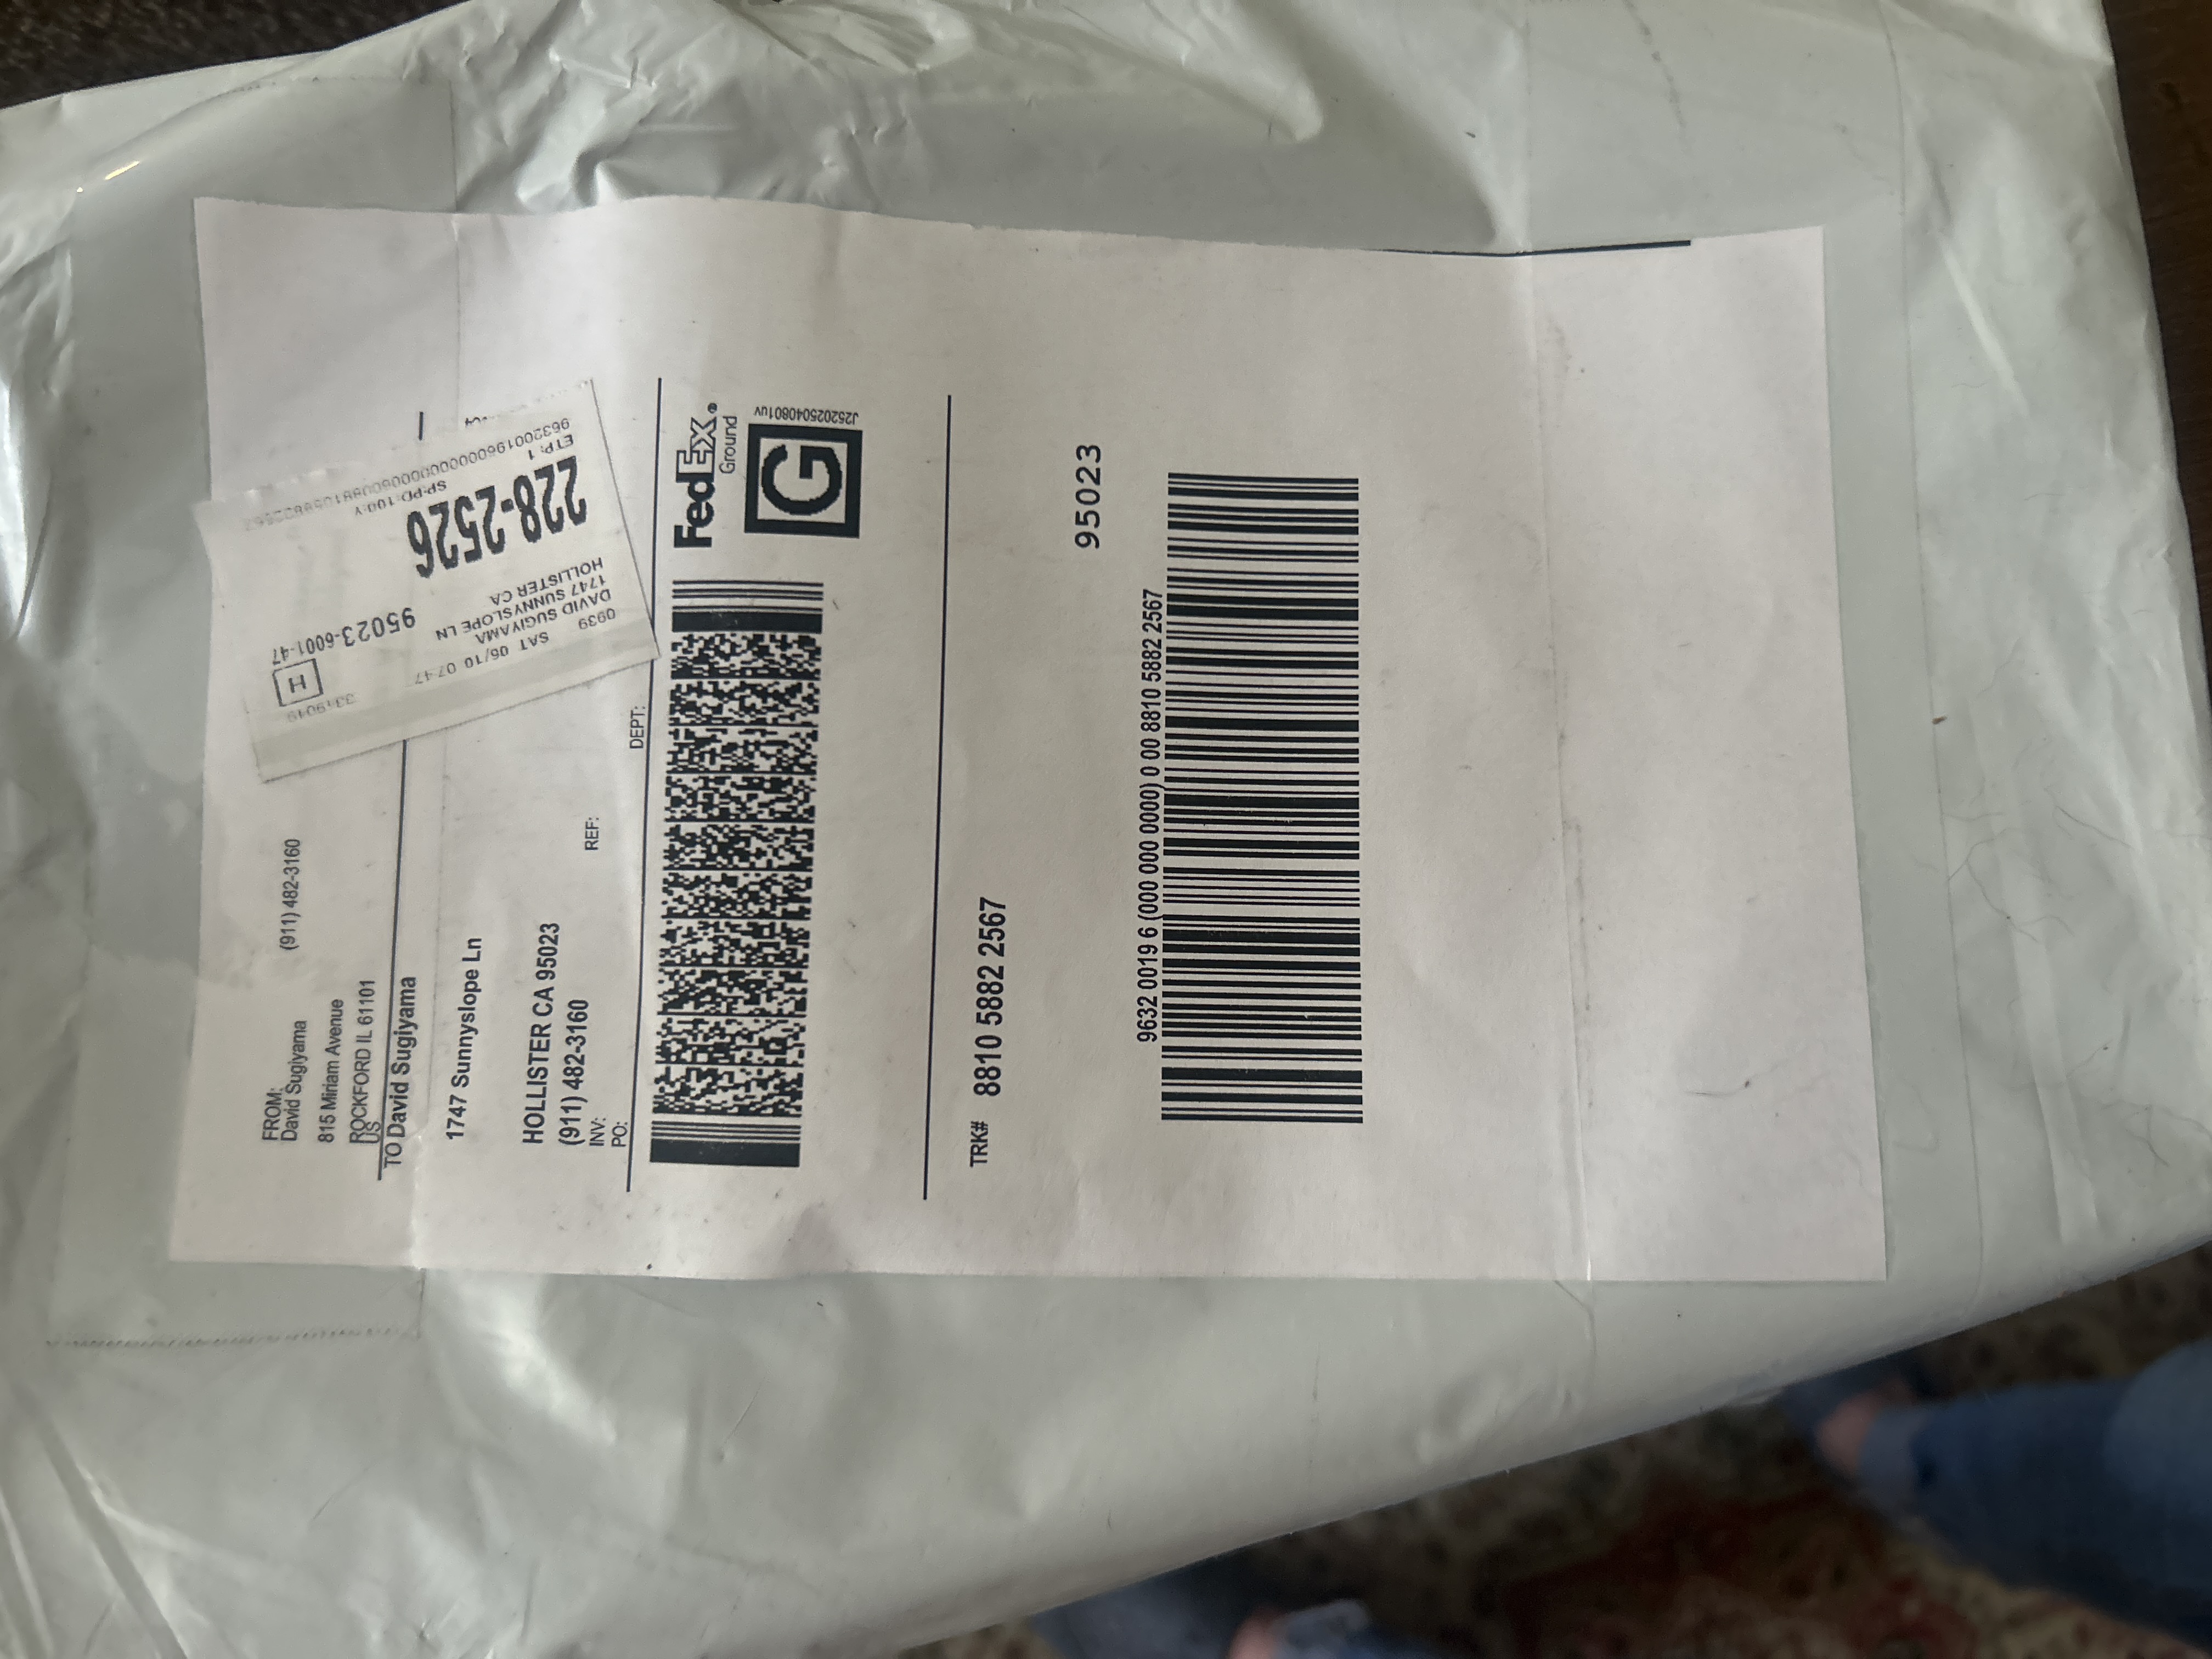 FROM:
David Sugiyama (911) 482-3160
815 Miriam Avenue
ROCKFORD IL 61101
US
TO David Sugiyama
1747 Sunnyslope Ln
HOLLISTER CA 95023
(911) 482-3160
INV:
REF:
PO:
DEPT:
FedEx®
Ground
G
J252025040801uv
TRK# 8810 5882 2567
95023
9632 0019 6 (000 000 0000) 0 00 8810 5882 2567
SAT 06/10 07:47
0939
DAVID SUGIYAMA
1747 SUNNYSLOPE LN
HOLLISTER CA
H
95023-6001-47
228-2526
SP:PD: 100-Y
ETP: 1